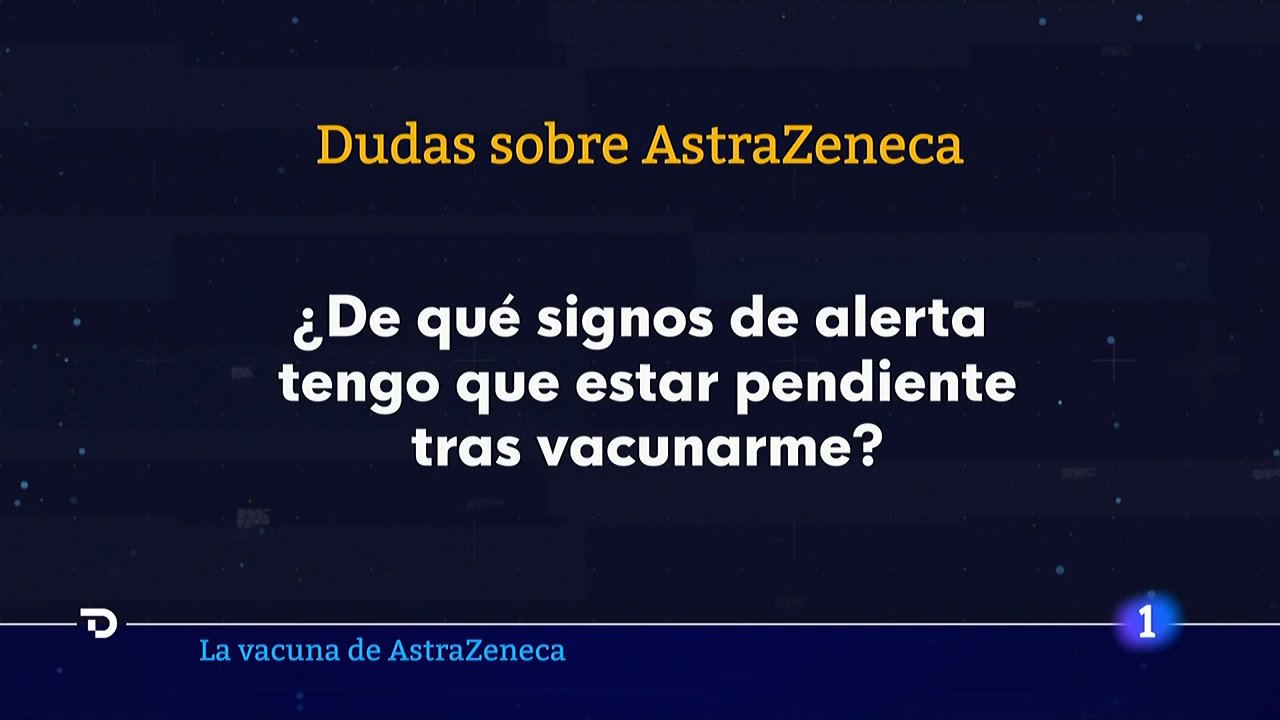 Dudas sobre AstraZeneca
¿De qué signos de alerta
tengo que estar pendiente
tras vacunarme?
1
La vacuna de AstraZeneca